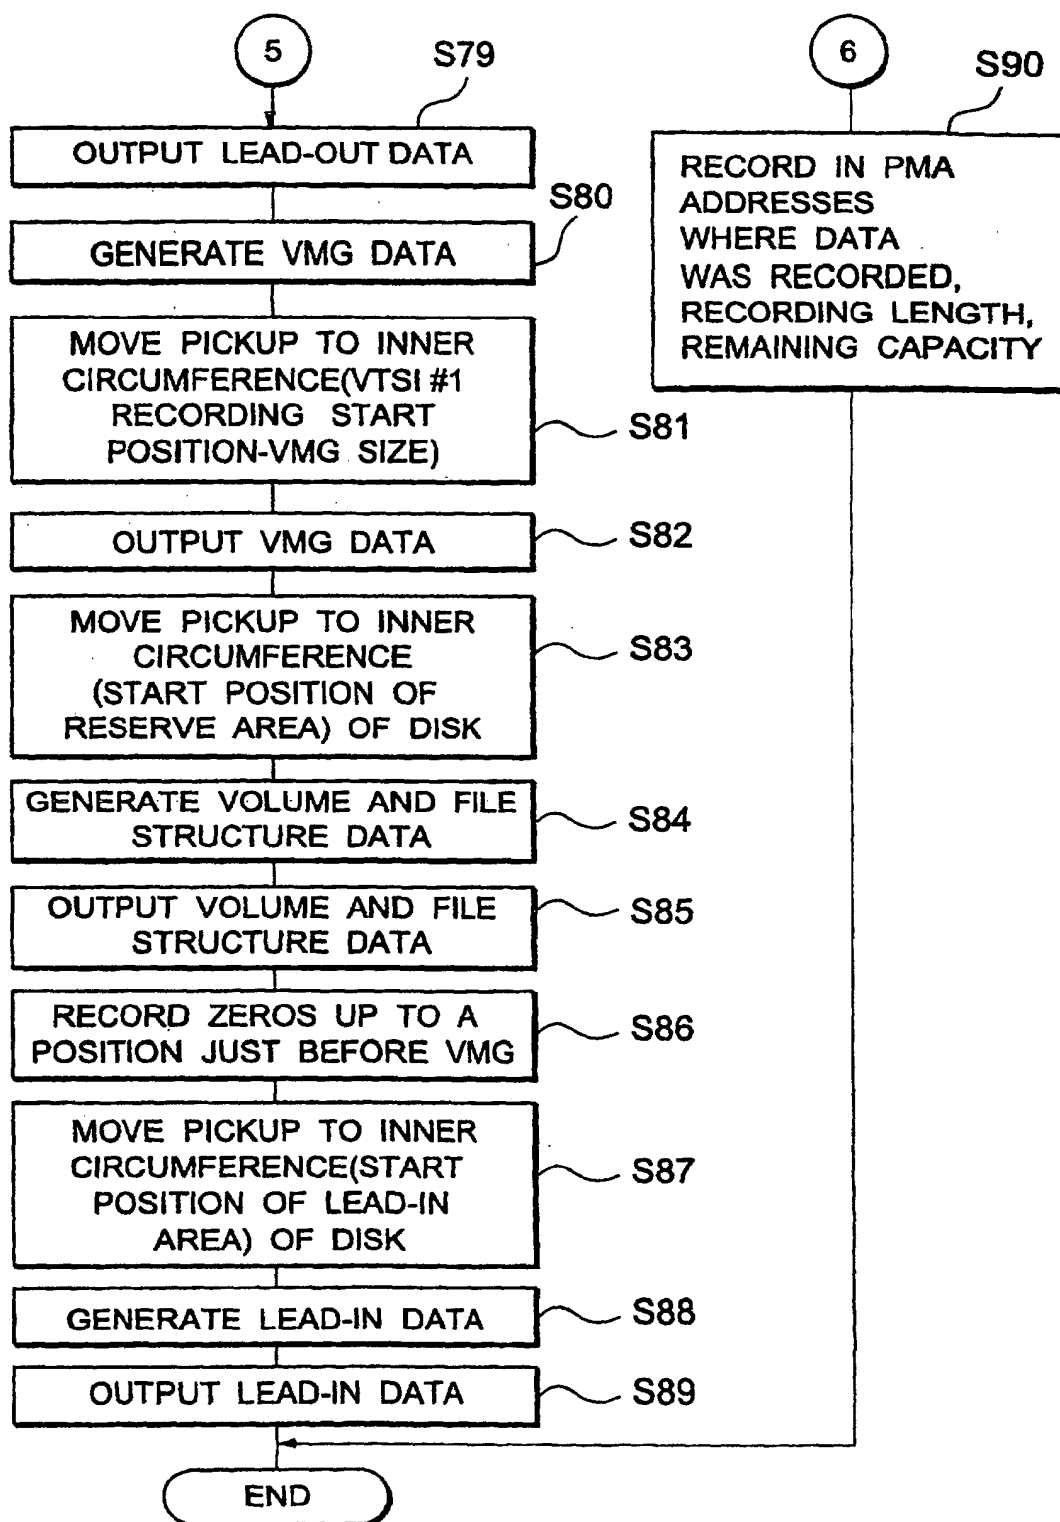 5
S79
OUTPUT LEAD-OUT DATA
S80
GENERATE VMG DATA
MOVE PICKUP TO INNER
CIRCUMFERENCE(VTSI #1
RECORDING START
POSITION-VMG SIZE)
S81
OUTPUT VMG DATA
S82
MOVE PICKUP TO INNER
CIRCUMFERENCE
(START POSITION OF
RESERVE AREA) OF DISK
S83
GENERATE VOLUME AND FILE
STRUCTURE DATA
S84
OUTPUT VOLUME AND FILE
STRUCTURE DATA
S85
RECORD ZEROS UP TO A
POSITION JUST BEFORE VMG
S86
MOVE PICKUP TO INNER
CIRCUMFERENCE(START
POSITION OF LEAD-IN
AREA) OF DISK
S87
GENERATE LEAD-IN DATA
S88
OUTPUT LEAD-IN DATA
S89
END
6
S90
RECORD IN PMA
ADDRESSES
WHERE DATA
WAS RECORDED,
RECORDING LENGTH,
REMAINING CAPACITY